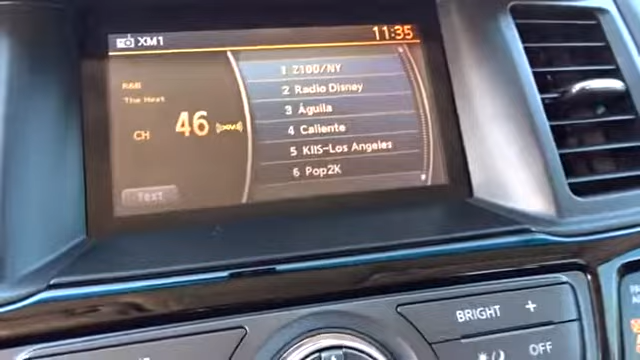 XM1
11:35
R&B
The Heat
CH 46 ((XM))
1 Z100/NY
2 Radio Disney
3 Águila
4 Caliente
5 KIIS-Los Angeles
6 Pop2K
Text
BRIGHT +
OFF